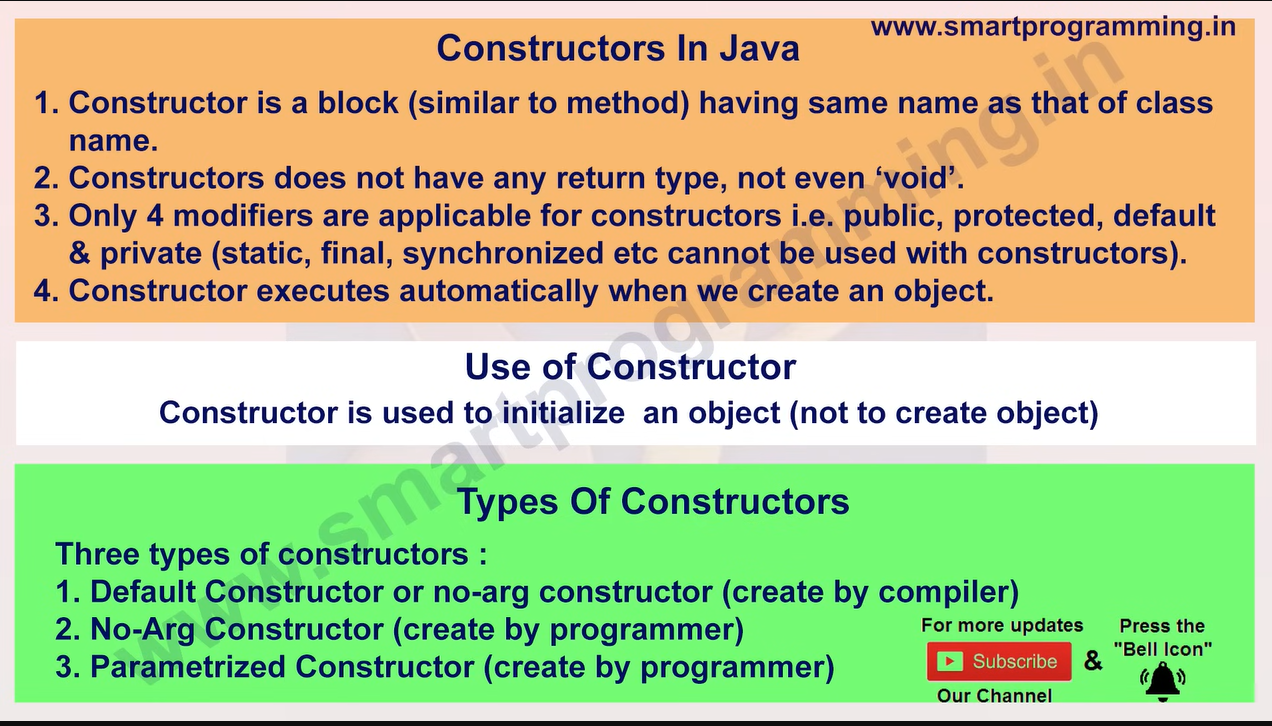 www.smartprogramming.in
Constructors In Java
1. Constructor is a block (similar to method) having same name as that of class
name.
2. Constructors does not have any return type, not even ‘void’.
3. Only 4 modifiers are applicable for constructors i.e. public, protected, default
& private (static, final, synchronized etc cannot be used with constructors).
4. Constructor executes automatically when we create an object.
Use of Constructor
Constructor is used to initialize  an object (not to create object)
Types Of Constructors
Three types of constructors :
1. Default Constructor or no-arg constructor (create by compiler)
2. No-Arg Constructor (create by programmer)
3. Parametrized Constructor (create by programmer)
For more updates
Subscribe
Our Channel
&
Press the
"Bell Icon"
www.smartprogramming.in